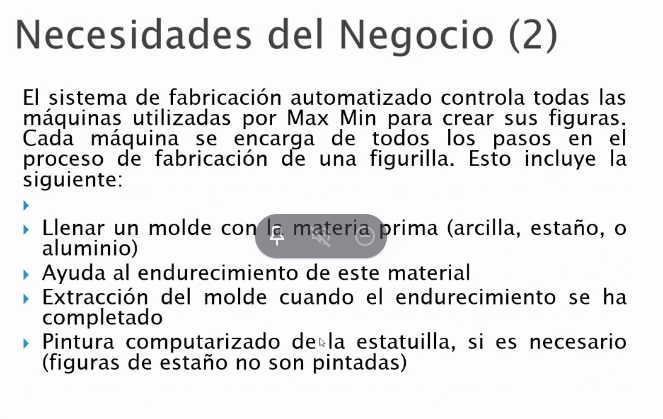 Necesidades del Negocio (2)
El sistema de fabricación automatizado controla todas las
máquinas utilizadas por Max Min para crear sus figuras.
Cada máquina se encarga de todos los pasos en el
proceso de fabricación de una figurilla. Esto incluye la
siguiente:
Llenar un molde con la materia prima (arcilla, estaño, o
aluminio)
Ayuda al endurecimiento de este material
Extracción del molde cuando el endurecimiento se ha
completado
Pintura computarizado de la estatuilla, si es necesario
(figuras de estaño no son pintadas)